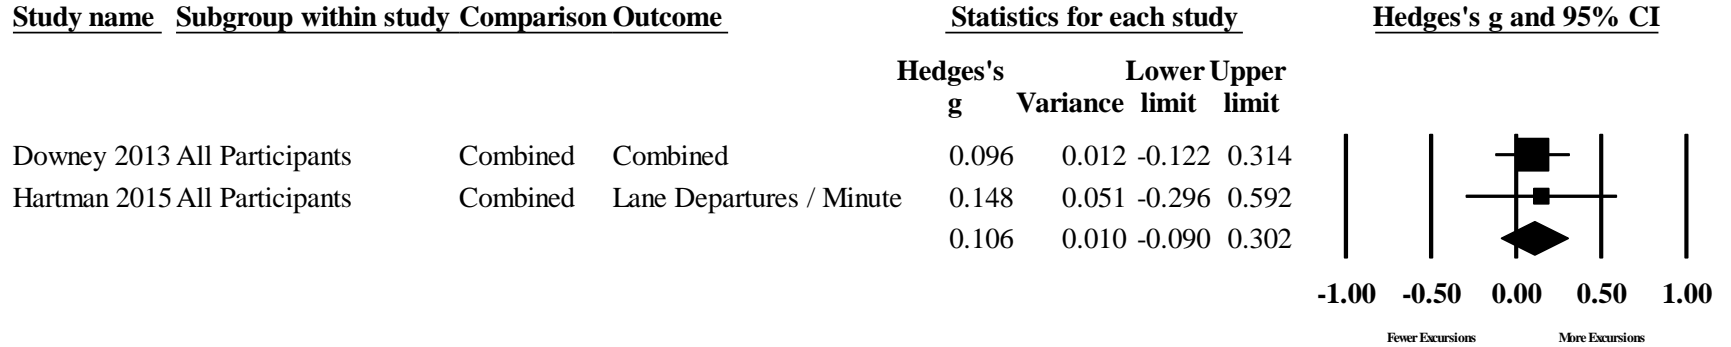 Study name Subgroup within study Comparison Outcome Statistics for each study Hedges's g and 95% CI
Hedges's Lower Upper
g Variance limit limit
Downey 2013 All Participants Combined Combined 0.096 0.012 -0.122 0.314
Hartman 2015 All Participants Combined Lane Departures / Minute 0.148 0.051 -0.296 0.592
0.106 0.010 -0.090 0.302
-1.00 -0.50 0.00 0.50 1.00
Fewer Excursions More Excursions